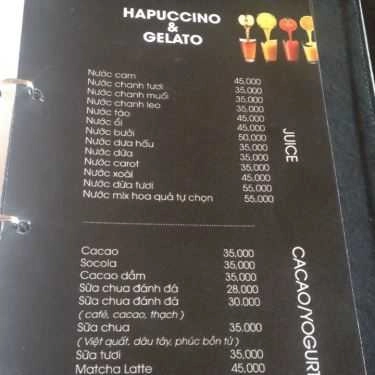 HAPUCCINO
&
GELATO
JUICE
Nước cam 45,000
Nước chanh tươi 35,000
Nước chanh muối 35,000
Nước chanh leo 35,000
Nước táo 45,000
Nước ổi 45,000
Nước bưởi 50,000
Nước dưa hấu 35,000
Nước dứa 35,000
Nước carot 35,000
Nước xoài 45,000
Nước dừa tươi 55,000
Nước mix hoa quả tự chọn 55,000
CACAO/YOGURT
Cacao 35,000
Socola 35,000
Cacao dầm 35,000
Sữa chua đánh đá 28,000
Sữa chua đánh đá 30.000
( café, cacao, thạch )
Sữa chua 35.000
( Việt quất, dâu tây, phúc bồn tử )
Sữa tươi 35,000
Matcha Latte 45,000